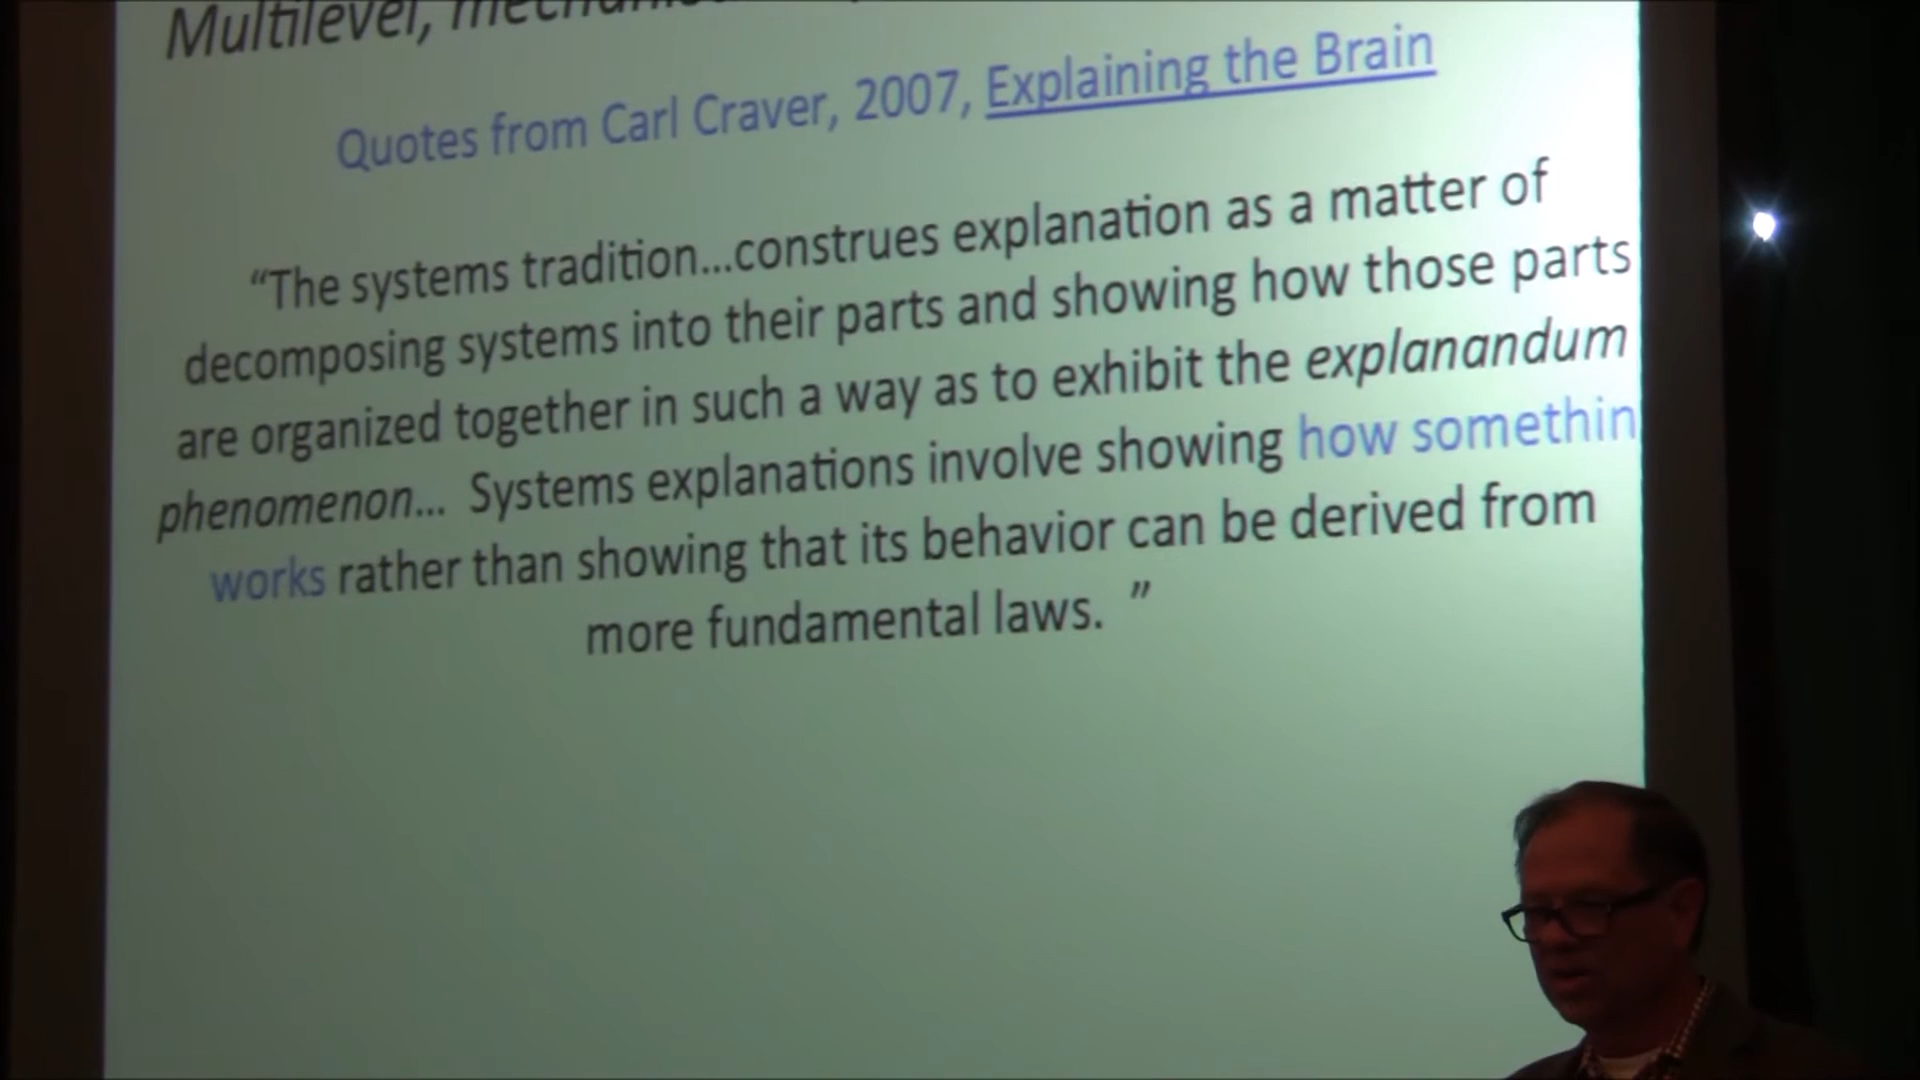 Multilevel,
Quotes from Carl Craver, 2007, Explaining the Brain
“The systems tradition...construes explanation as a matter of
decomposing systems into their parts and showing how those parts
are organized together in such a way as to exhibit the explanandum
phenomenon... Systems explanations involve showing how somethin
works rather than showing that its behavior can be derived from
more fundamental laws. ”